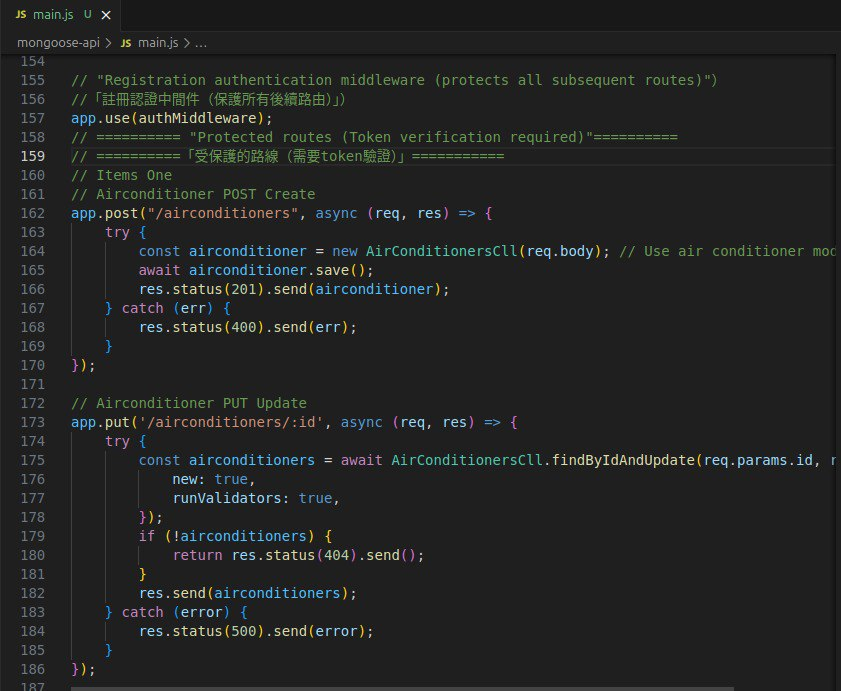 JS main.js U ×
mongoose-api > JS main.js > ...
154
155 // "Registration authentication middleware (protects all subsequent routes)")
156 //「註冊認證中間件（保護所有後續路由）」）
157 app.use(authMiddleware);
158 // ========== "Protected routes (Token verification required)"==========
159 // ==========「受保護的路線（需要token驗證）」===========
160 // Items One
161 // Airconditioner POST Create
162 app.post("/airconditioners", async (req, res) => {
163 try {
164 const airconditioner = new AirConditionersCll(req.body); // Use air conditioner mod
165 await airconditioner.save();
166 res.status(201).send(airconditioner);
167 } catch (err) {
168 res.status(400).send(err);
169 }
170 });
171
172 // Airconditioner PUT Update
173 app.put('/airconditioners/:id', async (req, res) => {
174 try {
175 const airconditioners = await AirConditionersCll.findByIdAndUpdate(req.params.id, r
176 new: true,
177 runValidators: true,
178 });
179 if (!airconditioners) {
180 return res.status(404).send();
181 }
182 res.send(airconditioners);
183 } catch (error) {
184 res.status(500).send(error);
185 }
186 });
187